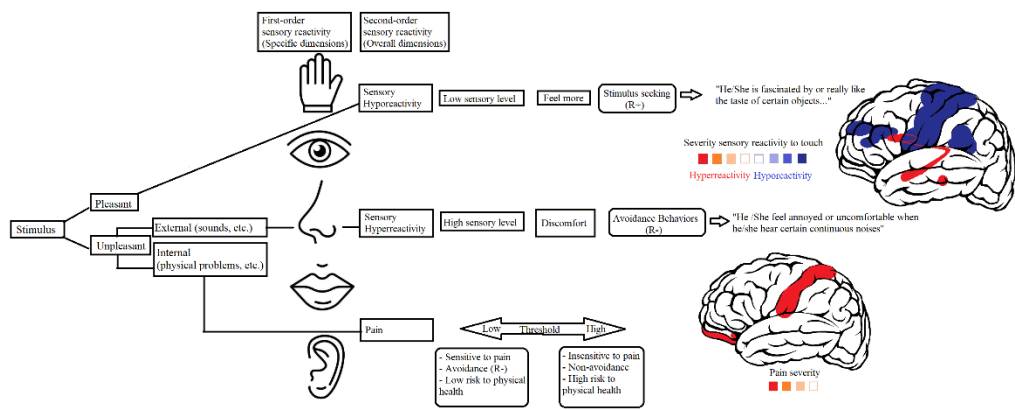 First-order
sensory reactivity
(Specific dimensions)
Second-order
sensory reactivity
(Overall dimensions)
Sensory
Hyporeactivity
Low sensory level
Feel more
Stimulus seeking
(R+)
"He/She is fascinated by or really like
the taste of certain objects..."
Severity sensory reactivity to touch
Hyperreactivity
Hyporeactivity
Pleasant
Stimulus
Unpleasant
External (sounds, etc.)
Internal
(physical problems, etc.)
Sensory
Hyperreactivity
High sensory level
Discomfort
Avoidance Behaviors
(R-)
"He /She feel annoyed or uncomfortable when
he/she hear certain continuous noises"
Pain
Low
Threshold
High
- Sensitive to pain
- Avoidance (R-)
- Low risk to physical
health
- Insensitive to pain
- Non-avoidance
- High risk to
physical health
Pain severity